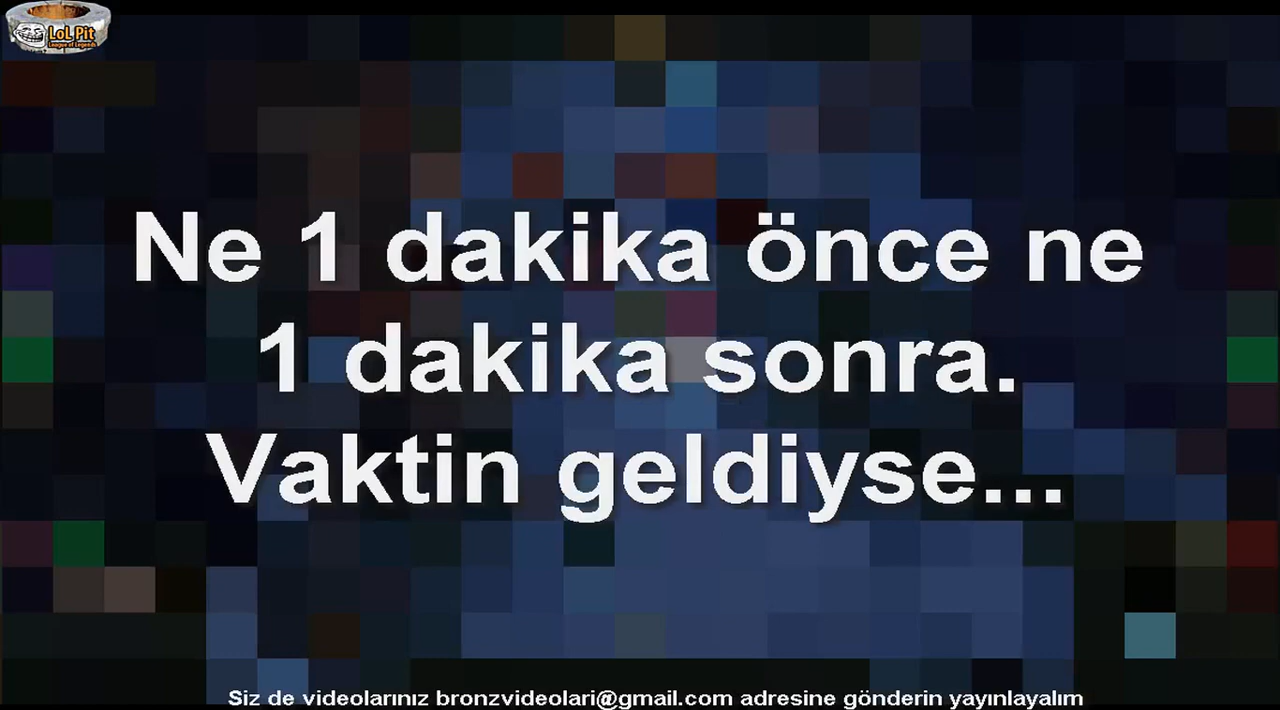 LoL Pit
League of Legends
Ne 1 dakika önce ne
1 dakika sonra.
Vaktin geldiyse...
Siz de videolarınız bronzvideolari@gmail.com adresine gönderin yayınlayalım